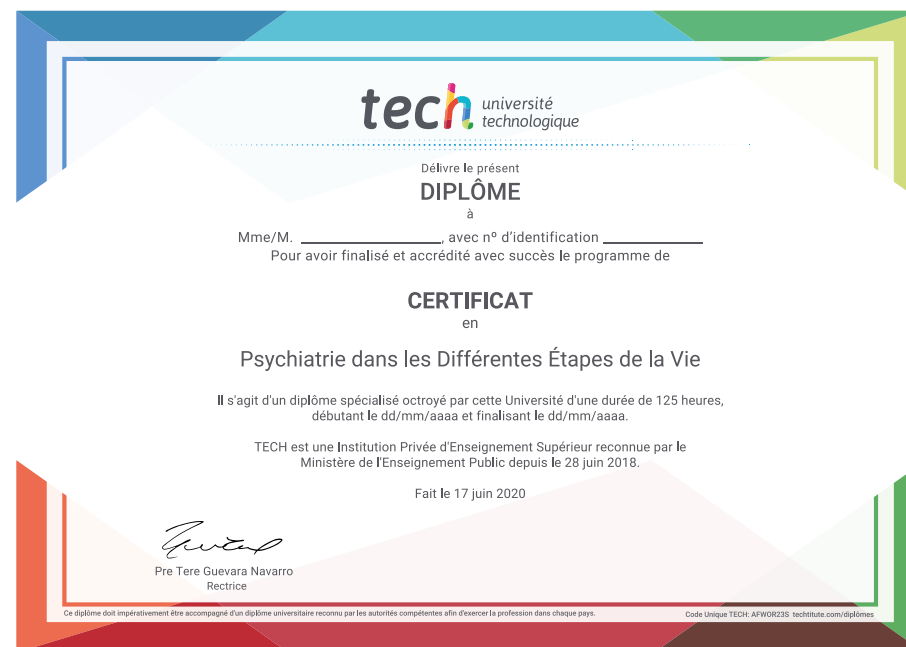 tech université
technologique
Délivre le présent
DIPLÔME
à
Mme/M. ____________________, avec nº d'identification ______________
Pour avoir finalisé et accrédité avec succès le programme de
CERTIFICAT
en
Psychiatrie dans les Différentes Étapes de la Vie
Il s'agit d'un diplôme spécialisé octroyé par cette Université d'une durée de 125 heures,
débutant le dd/mm/aaaa et finalisant le dd/mm/aaaa.
TECH est une Institution Privée d'Enseignement Supérieur reconnue par le
Ministère de l'Enseignement Public depuis le 28 juin 2018.
Fait le 17 juin 2020
Pre Tere Guevara Navarro
Rectrice
Ce diplôme doit impérativement être accompagné d'un diplôme universitaire reconnu par les autorités compétentes afin d'exercer la profession dans chaque pays.
Code Unique TECH: AFWOR23S techtitute.com/diplômes